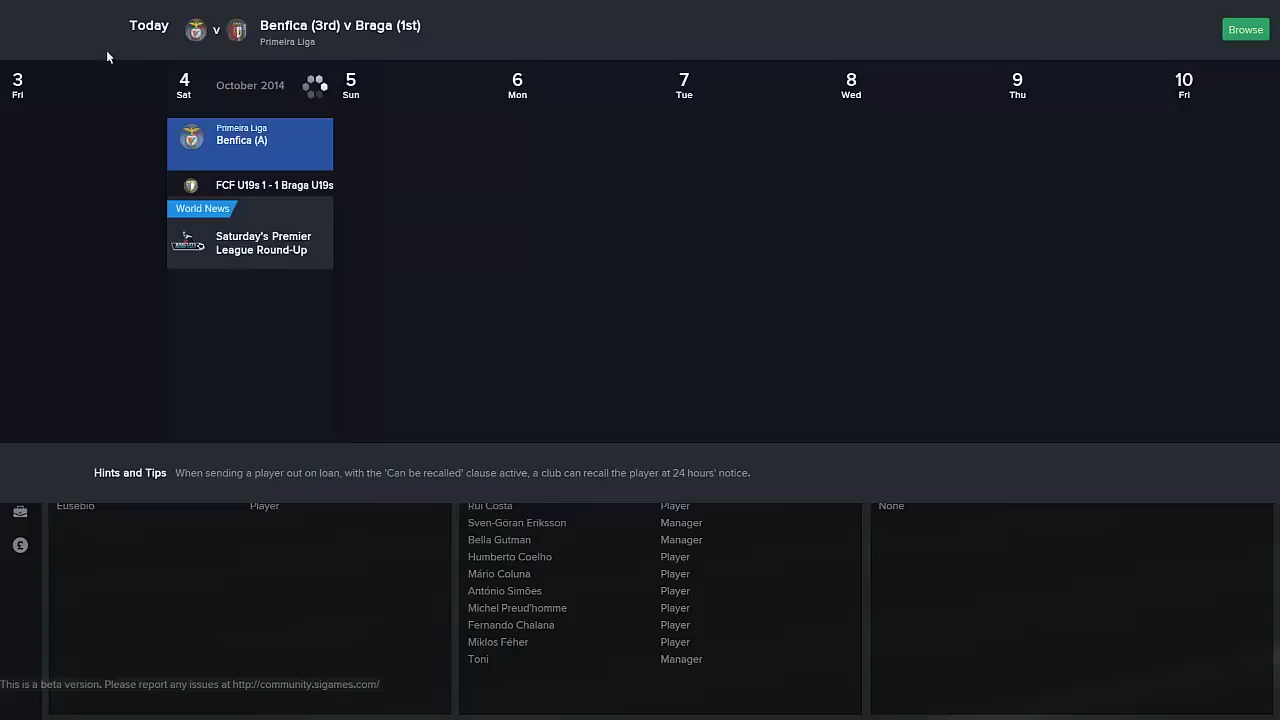 Today
v
Benfica (3rd) v Braga (1st)
Primeira Liga
Browse
3
Fri
4
Sat
October 2014
5
Sun
6
Mon
7
Tue
8
Wed
9
Thu
10
Fri
Primeira Liga
Benfica (A)
FCF U19s 1 - 1 Braga U19s
World News
Saturday's Premier
League Round-Up
Hints and Tips When sending a player out on loan, with the 'Can be recalled' clause active, a club can recall the player at 24 hours' notice.
Eusébio Player
Rui Costa Player
None
Sven-Göran Eriksson Manager
Bella Gutman Manager
Humberto Coelho Player
Mário Coluna Player
António Simões Player
Michel Preud'homme Player
Fernando Chalana Player
Miklos Féher Player
Toni Manager
This is a beta version. Please report any issues at http://community.sigames.com/